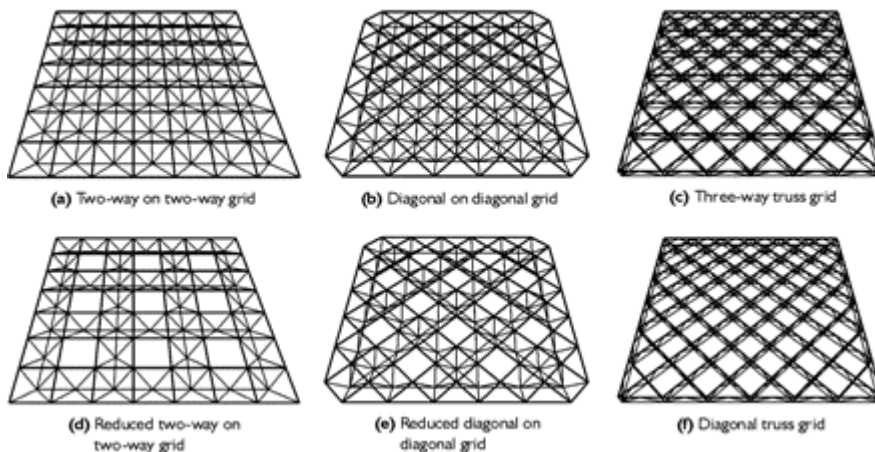 (a) Two-way on two-way grid
(b) Diagonal on diagonal grid
(c) Three-way truss grid
(d) Reduced two-way on
two-way grid
(e) Reduced diagonal on
diagonal grid
(f) Diagonal truss grid